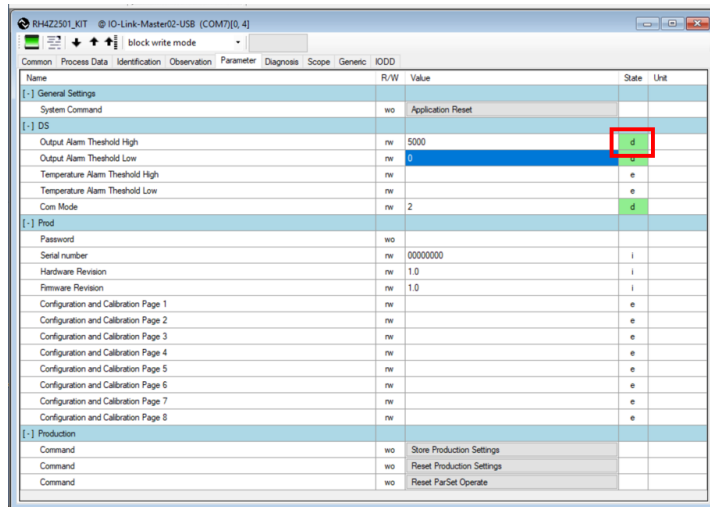 RH4Z2501_KIT @ IO-Link-Master02-USB (COM7)[0, 4]
block write mode
Common Process Data Identification Observation Parameter Diagnosis Scope Generic IODD
Name R/W Value State Unit
[-] General Settings
System Command wo Application Reset
[-] DS
Output Alarm Theshold High rw 5000 d
Output Alarm Theshold Low rw 0 d
Temperature Alarm Theshold High rw e
Temperature Alarm Theshold Low rw e
Com Mode rw 2 d
[-] Prod
Password wo
Serial number rw 00000000 i
Hardware Revision rw 1.0 i
Firmware Revision rw 1.0 i
Configuration and Calibration Page 1 rw e
Configuration and Calibration Page 2 rw e
Configuration and Calibration Page 3 rw e
Configuration and Calibration Page 4 rw e
Configuration and Calibration Page 5 rw e
Configuration and Calibration Page 6 rw e
Configuration and Calibration Page 7 rw e
Configuration and Calibration Page 8 rw e
[-] Production
Command wo Store Production Settings
Command wo Reset Production Settings
Command wo Reset ParSet Operate